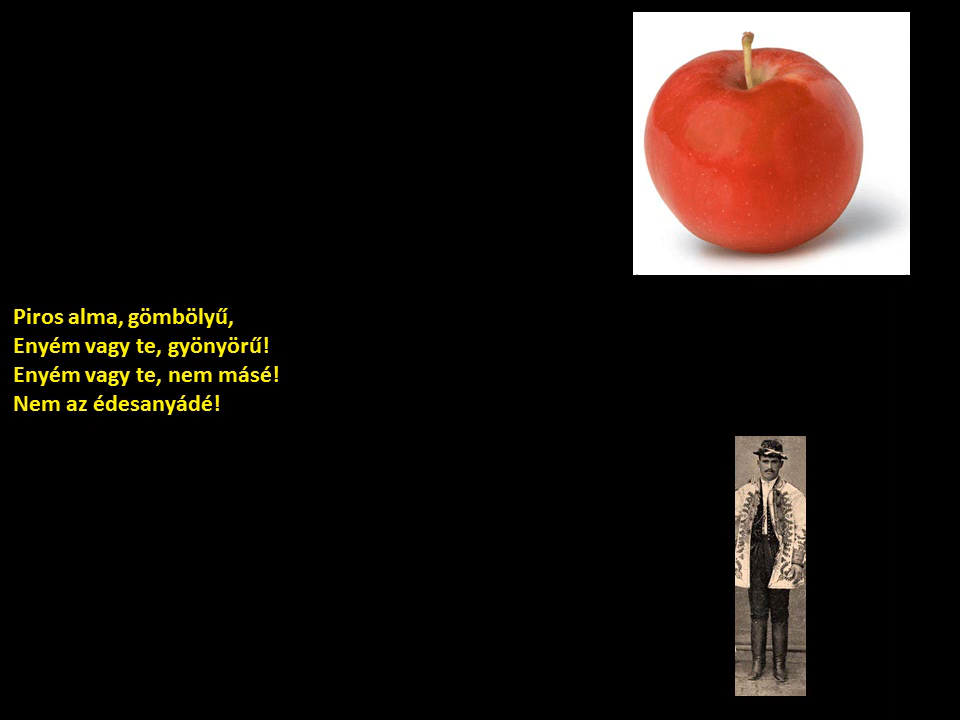 Piros alma, gömbölyű,
Enyém vagy te, gyönyörű!
Enyém vagy te, nem másé!
Nem az édesanyádé!